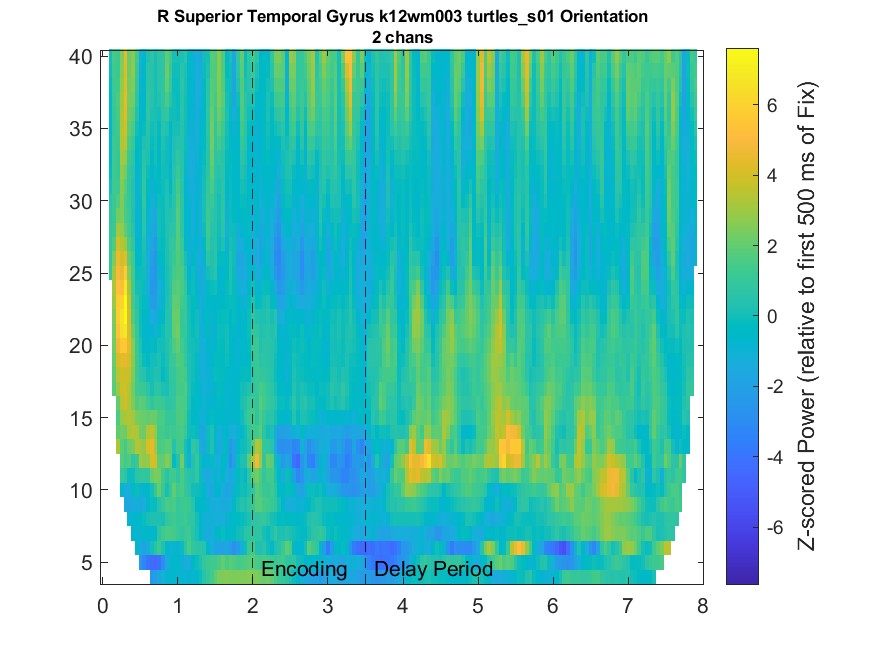 R Superior Temporal Gyrus k12wm003 turtles_s01 Orientation
2 chans
40
35
30
25
20
15
10
5
Encoding
Delay Period
0 1 2 3 4 5 6 7 8
6
4
2
0
-2
-4
-6
Z-scored Power (relative to first 500 ms of Fix)